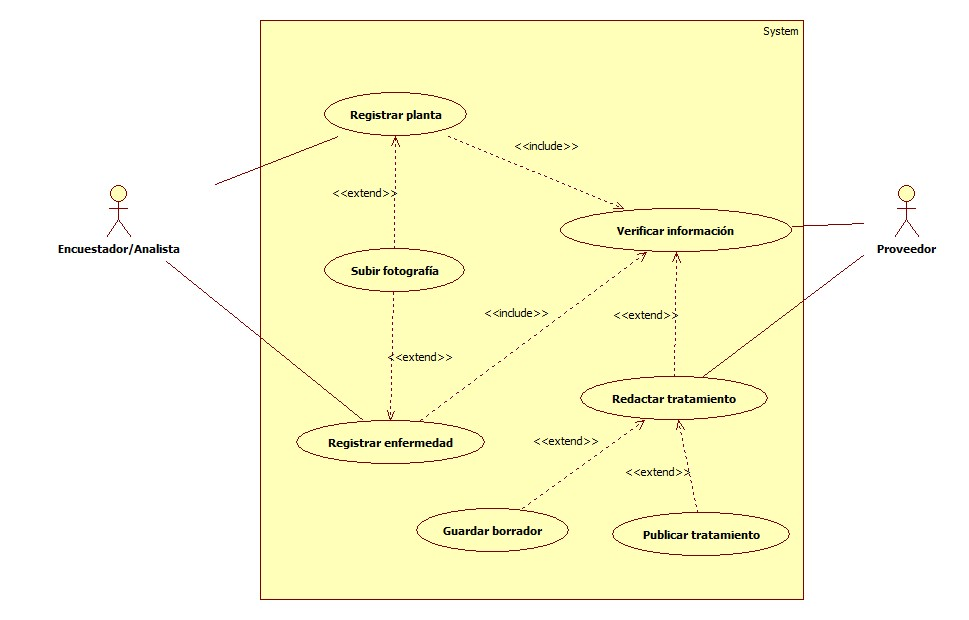 System
Registrar planta
<<include>>
<<extend>>
Encuestador/Analista
Verificar información
Proveedor
Subir fotografía
<<include>>
<<extend>>
<<extend>>
Redactar tratamiento
Registrar enfermedad
<<extend>>
<<extend>>
Guardar borrador
Publicar tratamiento